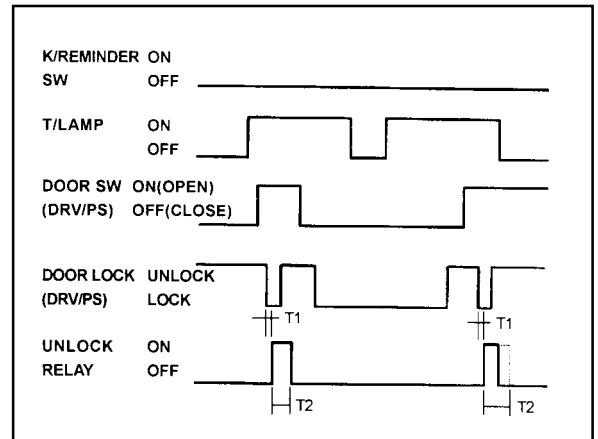 K/REMINDER ON
SW OFF
T/LAMP ON
OFF
DOOR SW ON(OPEN)
(DRV/PS) OFF(CLOSE)
DOOR LOCK UNLOCK
(DRV/PS) LOCK
T1 T1
UNLOCK ON
RELAY OFF
T2 T2